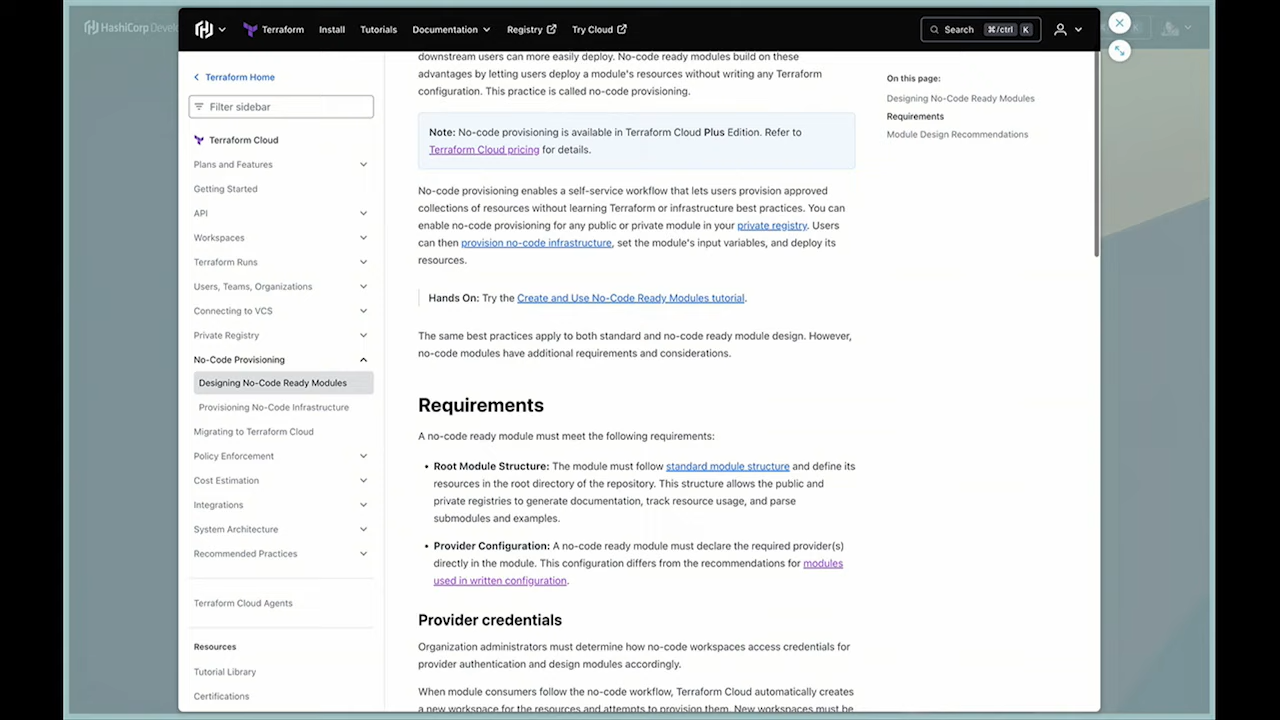 HashiCorp Develo
Terraform
Install
Tutorials
Documentation
Registry
Try Cloud
Search
⌘/ctrl
K
Terraform Home
Filter sidebar
Terraform Cloud
Plans and Features
Getting Started
API
Workspaces
Terraform Runs
Users, Teams, Organizations
Connecting to VCS
Private Registry
No-Code Provisioning
Designing No-Code Ready Modules
Provisioning No-Code Infrastructure
Migrating to Terraform Cloud
Policy Enforcement
Cost Estimation
Integrations
System Architecture
Recommended Practices
Terraform Cloud Agents
Resources
Tutorial Library
Certifications
downstream users can more easily deploy. No-code ready modules build on these
advantages by letting users deploy a module's resources without writing any Terraform
configuration. This practice is called no-code provisioning.
Note: No-code provisioning is available in Terraform Cloud Plus Edition. Refer to
Terraform Cloud pricing for details.
No-code provisioning enables a self-service workflow that lets users provision approved
collections of resources without learning Terraform or infrastructure best practices. You can
enable no-code provisioning for any public or private module in your private registry. Users
can then provision no-code infrastructure, set the module's input variables, and deploy its
resources.
Hands On: Try the Create and Use No-Code Ready Modules tutorial.
The same best practices apply to both standard and no-code ready module design. However,
no-code modules have additional requirements and considerations.
Requirements
A no-code ready module must meet the following requirements:
• Root Module Structure: The module must follow standard module structure and define its
resources in the root directory of the repository. This structure allows the public and
private registries to generate documentation, track resource usage, and parse
submodules and examples.
• Provider Configuration: A no-code ready module must declare the required provider(s)
directly in the module. This configuration differs from the recommendations for modules
used in written configuration.
Provider credentials
Organization administrators must determine how no-code workspaces access credentials for
provider authentication and design modules accordingly.
When module consumers follow the no-code workflow, Terraform Cloud automatically creates
a new workspace for the resources and attempts to provision them. New workspaces must be
On this page:
Designing No-Code Ready Modules
Requirements
Module Design Recommendations